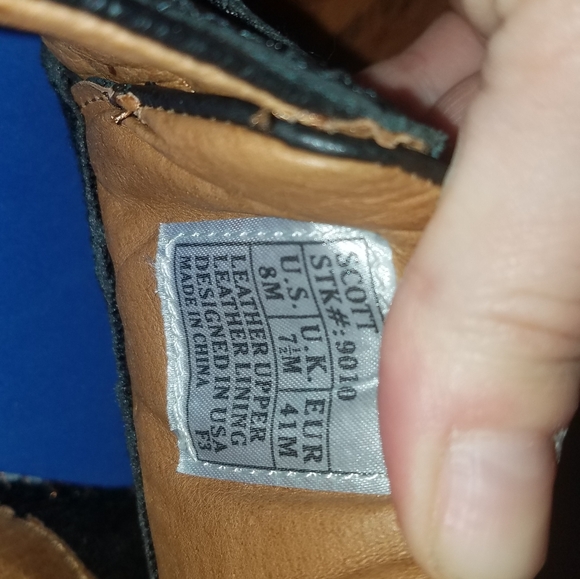 SCOTT
STK#: 9010
U.S. U.K. EUR
8M 7½M 41M
LEATHER UPPER
LEATHER LINING
DESIGNED IN USA
MADE IN CHINA F3